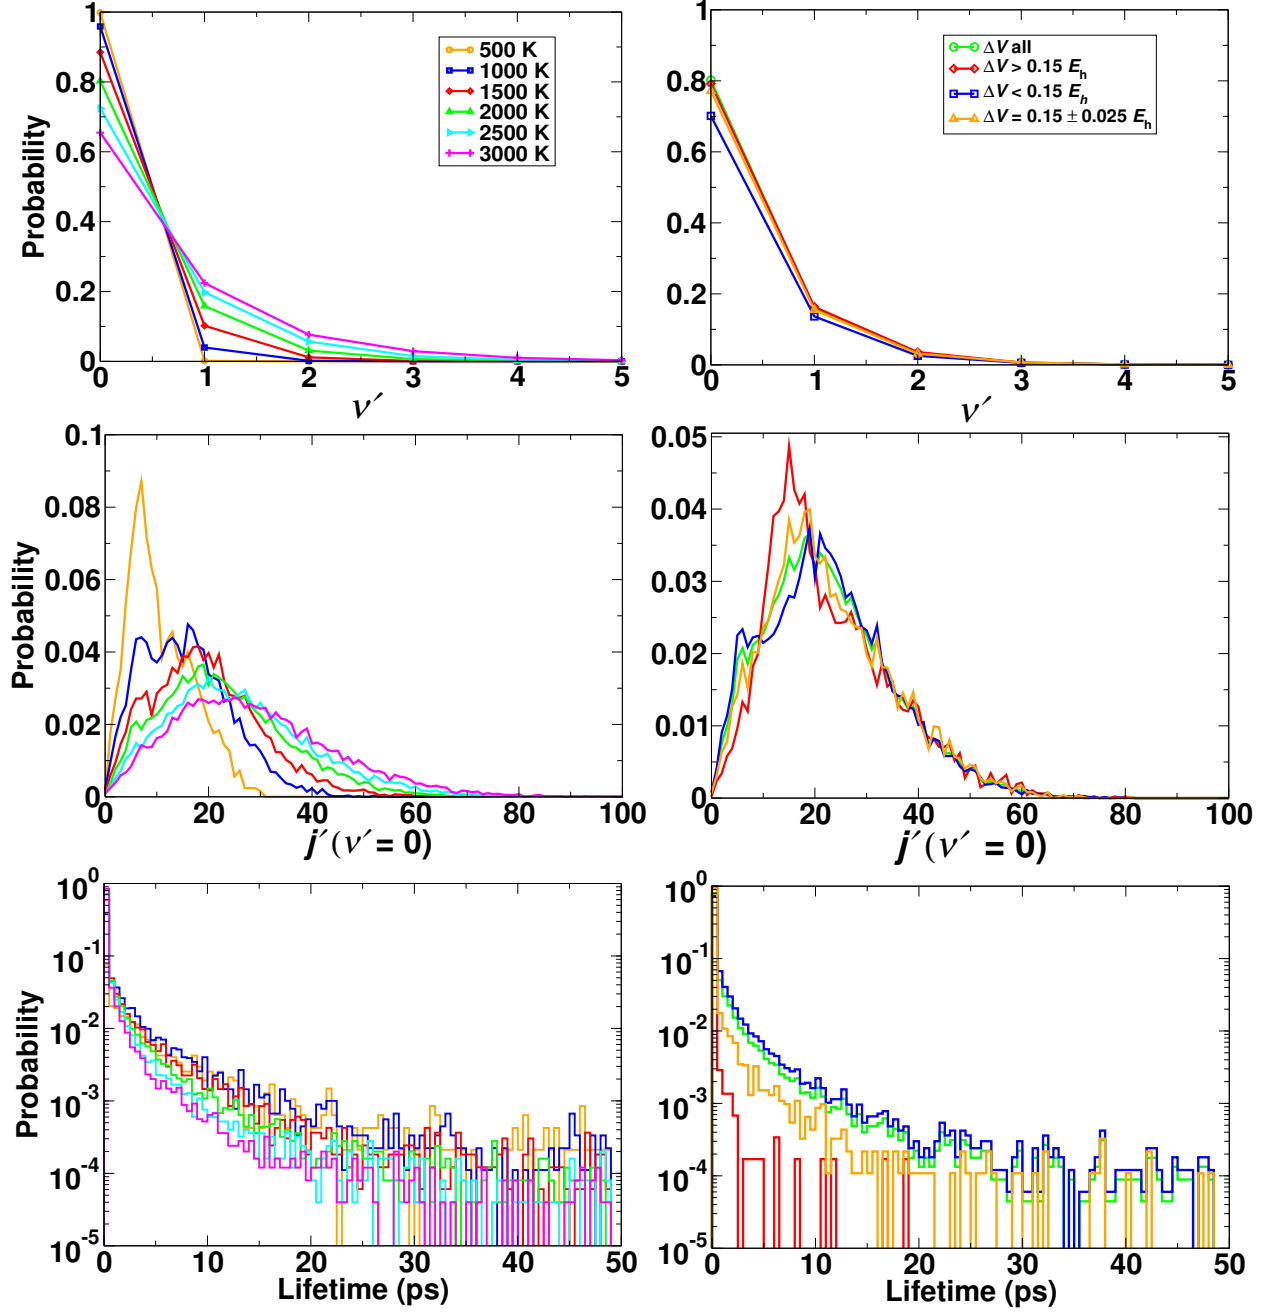 1
0.8
0.6
0.4
0.2
0
Probability
500 K
1000 K
1500 K
2000 K
2500 K
3000 K
0 1 2 3 4 5
ν′
1
0.8
0.6
0.4
0.2
0
ΔV all
ΔV > 0.15 Eh
ΔV < 0.15 Eh
ΔV = 0.15 ± 0.025 Eh
0 1 2 3 4 5
ν′
0.1
0.08
0.06
0.04
0.02
0
Probability
0 20 40 60 80 100
j′(ν′= 0)
0.05
0.04
0.03
0.02
0.01
0
0 20 40 60 80 100
j′(ν′ = 0)
10^0
10^-1
10^-2
10^-3
10^-4
10^-5
Probability
0 10 20 30 40 50
Lifetime (ps)
10^0
10^-1
10^-2
10^-3
10^-4
10^-5
0 10 20 30 40 50
Lifetime (ps)